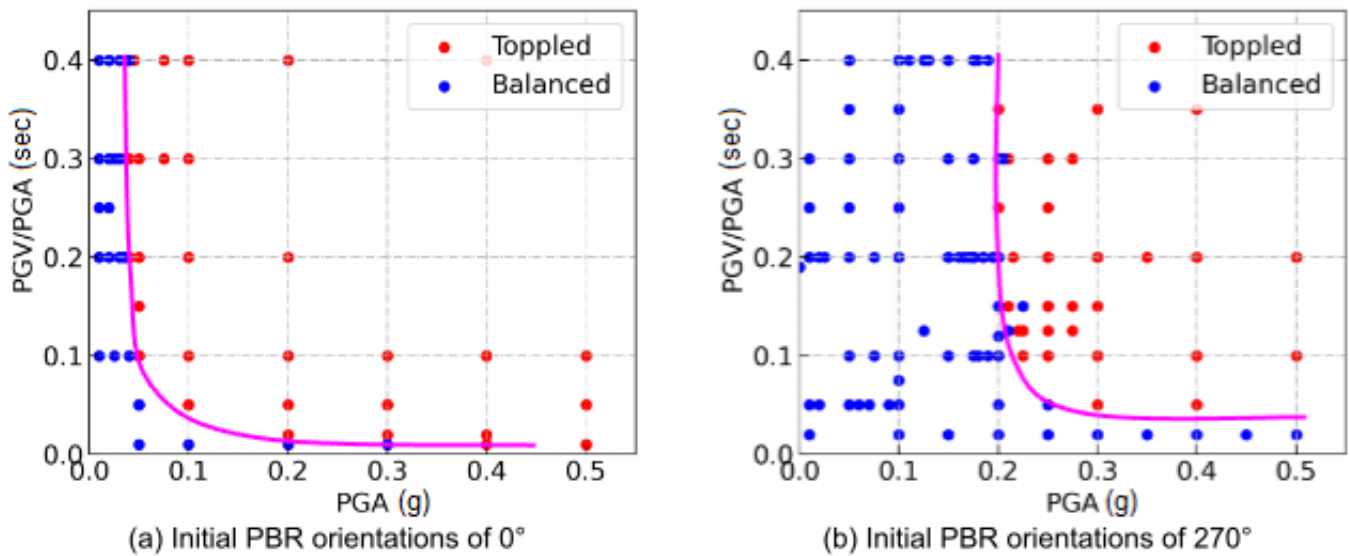 Toppled
Balanced
0.4
0.3
0.2
0.1
0.0
PGV/PGA (sec)
0.0
0.1
0.2
0.3
0.4
0.5
PGA (g)
(a) Initial PBR orientations of 0°
Toppled
Balanced
0.4
0.3
0.2
0.1
0.0
PGV/PGA (sec)
0.0
0.1
0.2
0.3
0.4
0.5
PGA (g)
(b) Initial PBR orientations of 270°